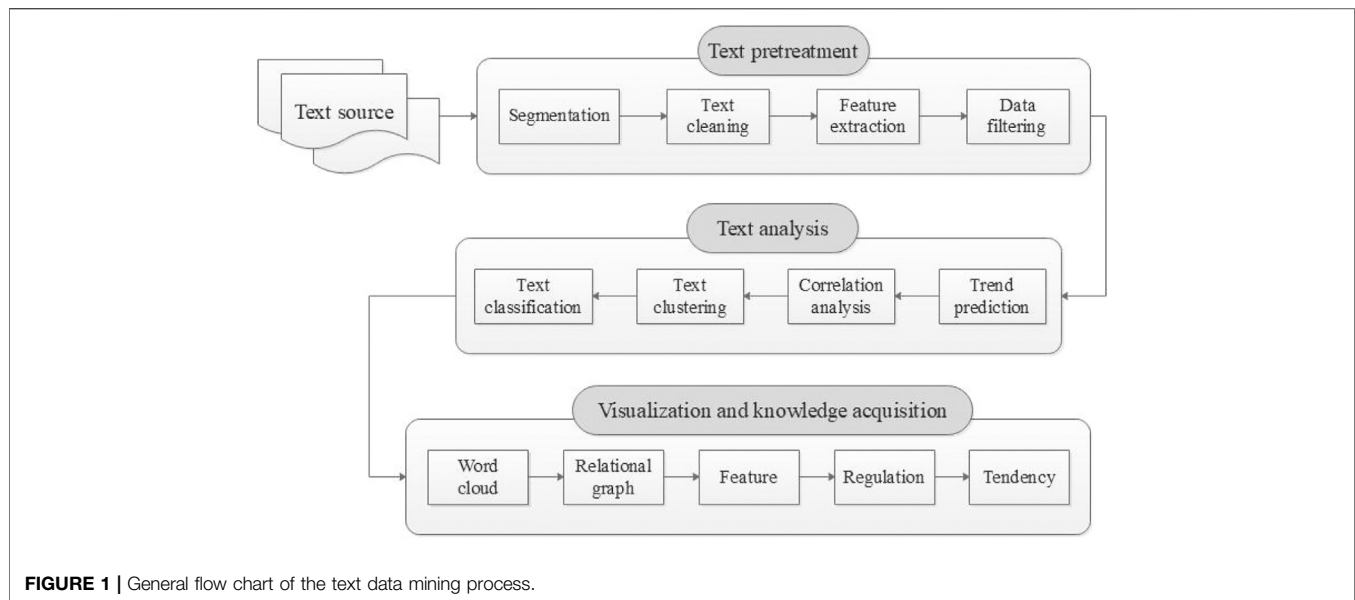 Text pretreatment
Text source
Segmentation
Text
cleaning
Feature
extraction
Data
filtering
Text analysis
Text
classification
Text
clustering
Correlation
analysis
Trend
prediction
Visualization and knowledge acquisition
Word
cloud
Relational
graph
Feature
Regulation
Tendency
FIGURE 1 | General flow chart of the text data mining process.